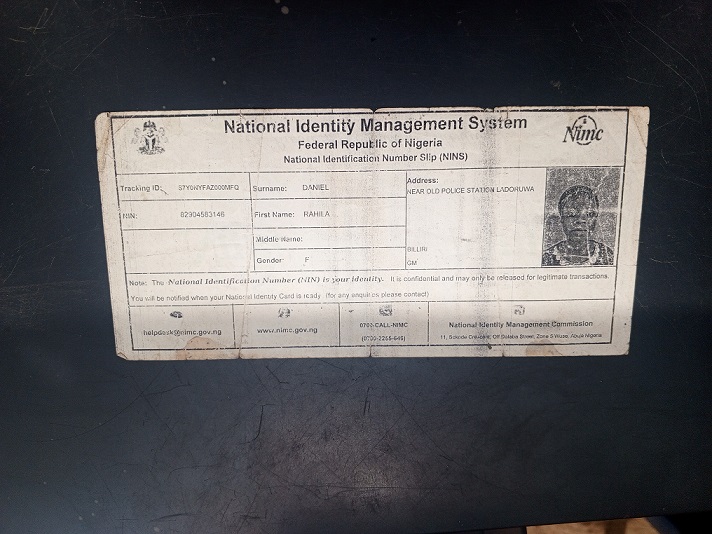 National Identity Management System
Federal Republic of Nigeria
National Identification Number Slip (NINS)
Nimc
Tracking ID: S7Y0NYFAZ000MFQ
Surname: DANIEL
Address:
NEAR OLD POLICE STATION LADORUWA
NIN: 82904583146
First Name: RAHILA
Middle Name:
BILLIRI
Gender: F
GM
Note: The National Identification Number (NIN) is your identity. It is confidential and may only be released for legitimate transactions.
You will be notified when your National Identity Card is ready (for any enquiries please contact)
helpdesk@nimc.gov.ng
www.nimc.gov.ng
0700-CALL-NIMC
(0700-2255-646)
National Identity Management Commission
11, Sokode Crescent, Off Dalaba Street, Zone 5 Wuse, Abuja Nigeria